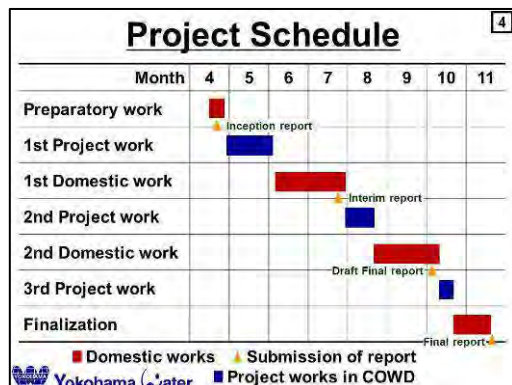 4
Project Schedule
Month 4 5 6 7 8 9 10 11
Preparatory work
Inception report
1st Project work
1st Domestic work
Interim report
2nd Project work
2nd Domestic work
Draft Final report
3rd Project work
Finalization
Final report
Domestic works Submission of report
YOKOHAMA Yokohama Water Project works in COWD